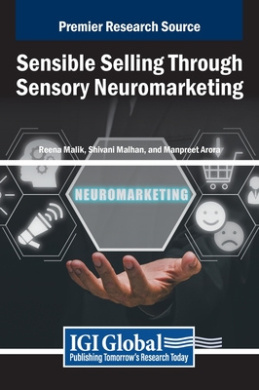 Premier Research Source
Sensible Selling Through
Sensory Neuromarketing
Reena Malik, Shivani Malhan, and Manpreet Arora
NEUROMARKETING
IGI Global
Publishing Tomorrow's Research Today